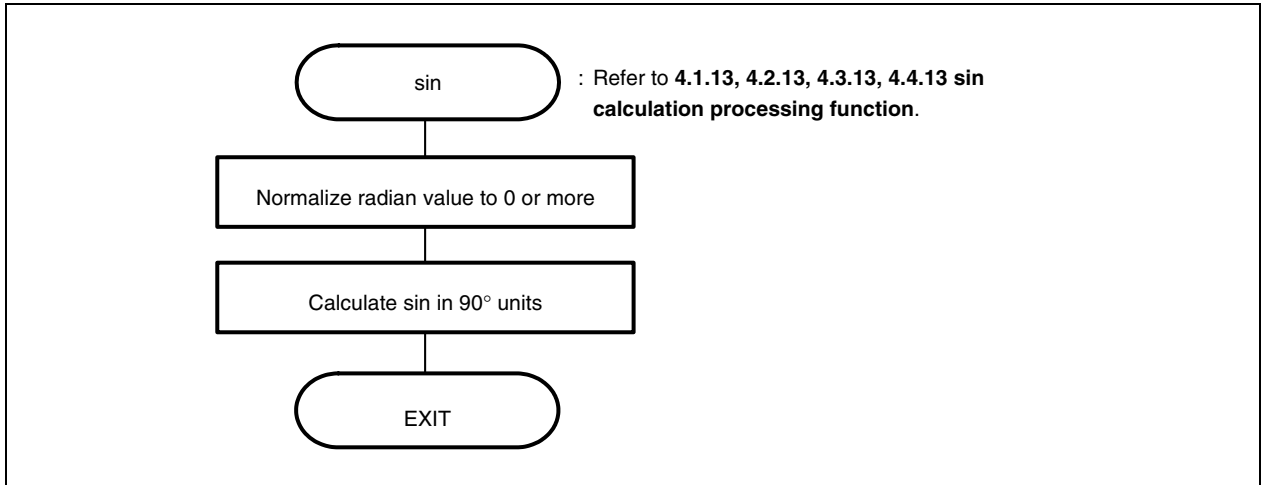 sin
: Refer to 4.1.13, 4.2.13, 4.3.13, 4.4.13 sin
calculation processing function.
Normalize radian value to 0 or more
Calculate sin in 90° units
EXIT